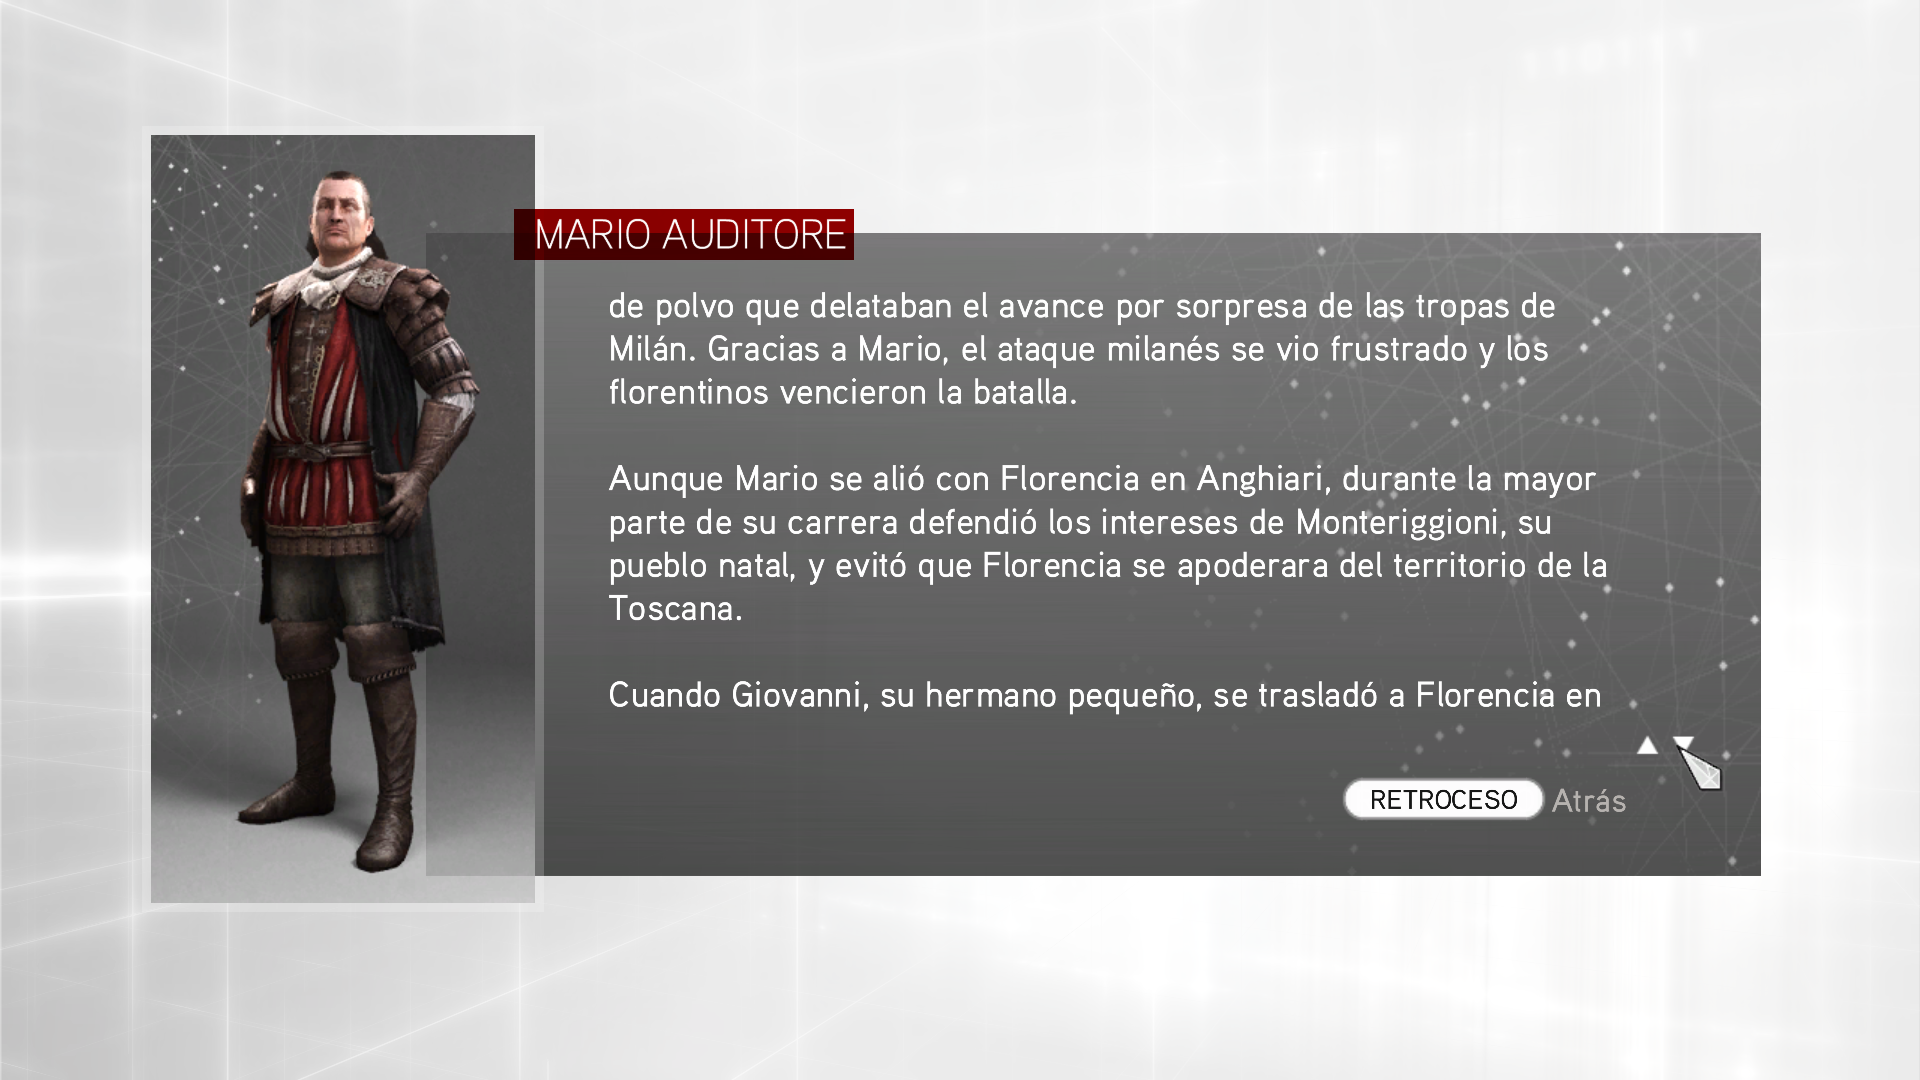 MARIO AUDITORE
de polvo que delataban el avance por sorpresa de las tropas de
Milán. Gracias a Mario, el ataque milanés se vio frustrado y los
florentinos vencieron la batalla.
Aunque Mario se alió con Florencia en Anghiari, durante la mayor
parte de su carrera defendió los intereses de Monteriggioni, su
pueblo natal, y evitó que Florencia se apoderara del territorio de la
Toscana.
Cuando Giovanni, su hermano pequeño, se trasladó a Florencia en
RETROCESO Atrás